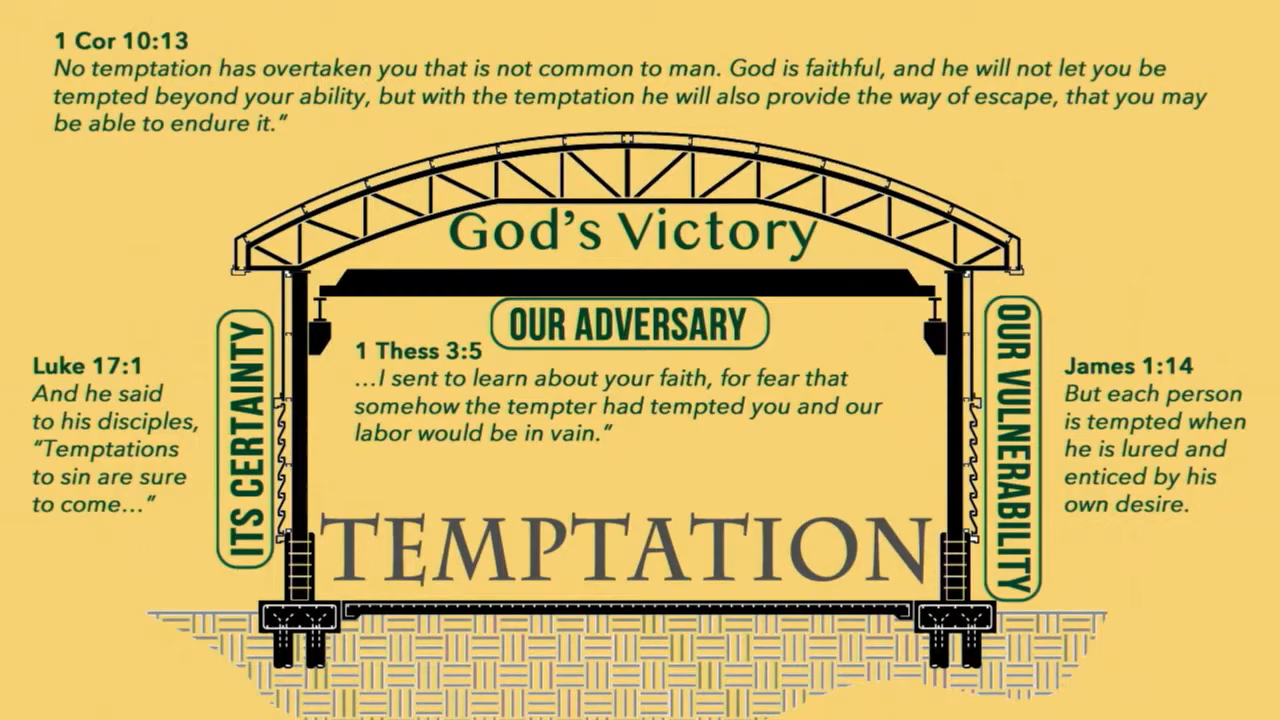 1 Cor 10:13
No temptation has overtaken you that is not common to man. God is faithful, and he will not let you be
tempted beyond your ability, but with the temptation he will also provide the way of escape, that you may
be able to endure it.”
God’s Victory
OUR ADVERSARY
1 Thess 3:5
…I sent to learn about your faith, for fear that
somehow the tempter had tempted you and our
labor would be in vain.”
Luke 17:1
And he said
to his disciples,
“Temptations
to sin are sure
to come…”
ITS CERTAINTY
OUR VULNERABILITY
James 1:14
But each person
is tempted when
he is lured and
enticed by his
own desire.
TEMPTATION